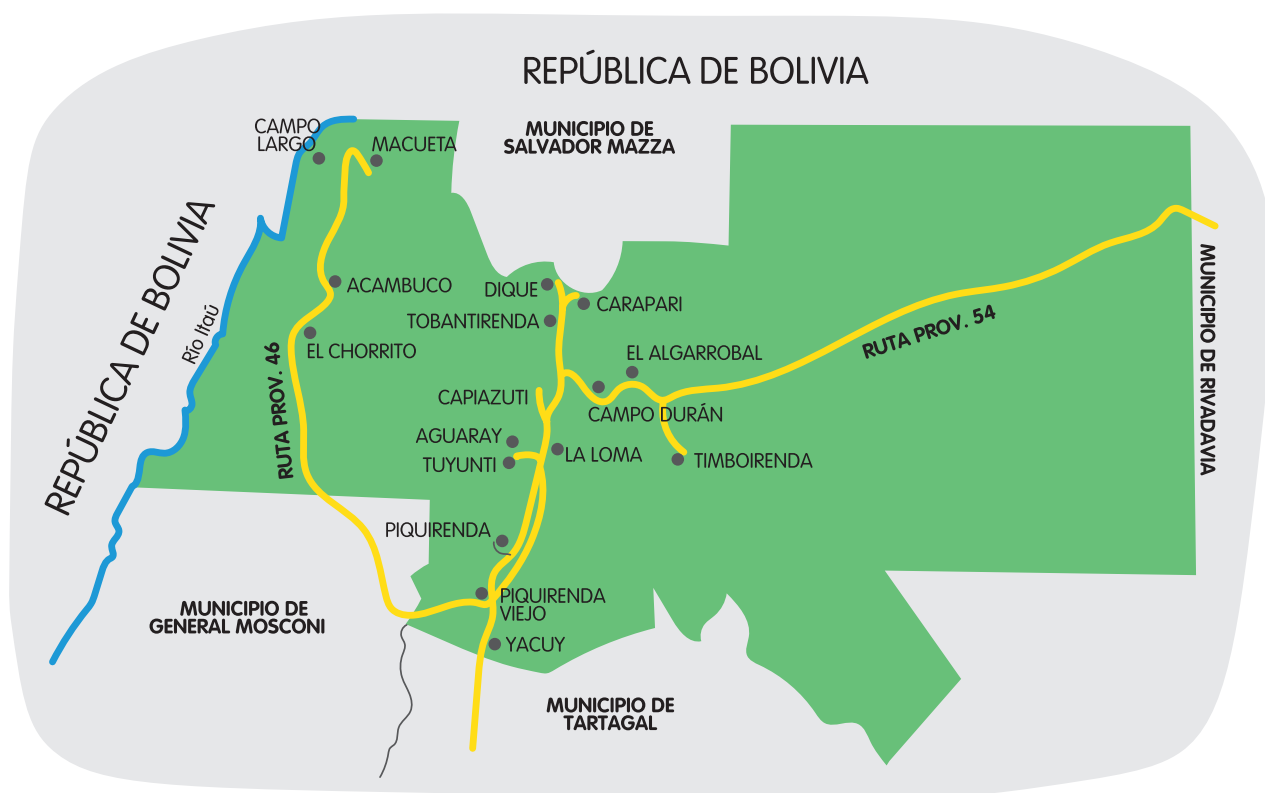 REPÚBLICA DE BOLIVIA
CAMPO
LARGO
MACUETA
MUNICIPIO DE
SALVADOR MAZZA
REPÚBLICA DE BOLIVIA
Río Itaú
ACAMBUCO
DIQUE
CARAPARI
TOBANTIRENDA
EL CHORRITO
RUTA PROV. 46
EL ALGARROBAL
RUTA PROV. 54
MUNICIPIO DE RIVADAVIA
CAPIAZUTI
CAMPO DURÁN
AGUARAY
LA LOMA
TUYUNTI
TIMBOIRENDA
PIQUIRENDA
PIQUIRENDA
VIEJO
MUNICIPIO DE
GENERAL MOSCONI
YACUY
MUNICIPIO DE
TARTAGAL